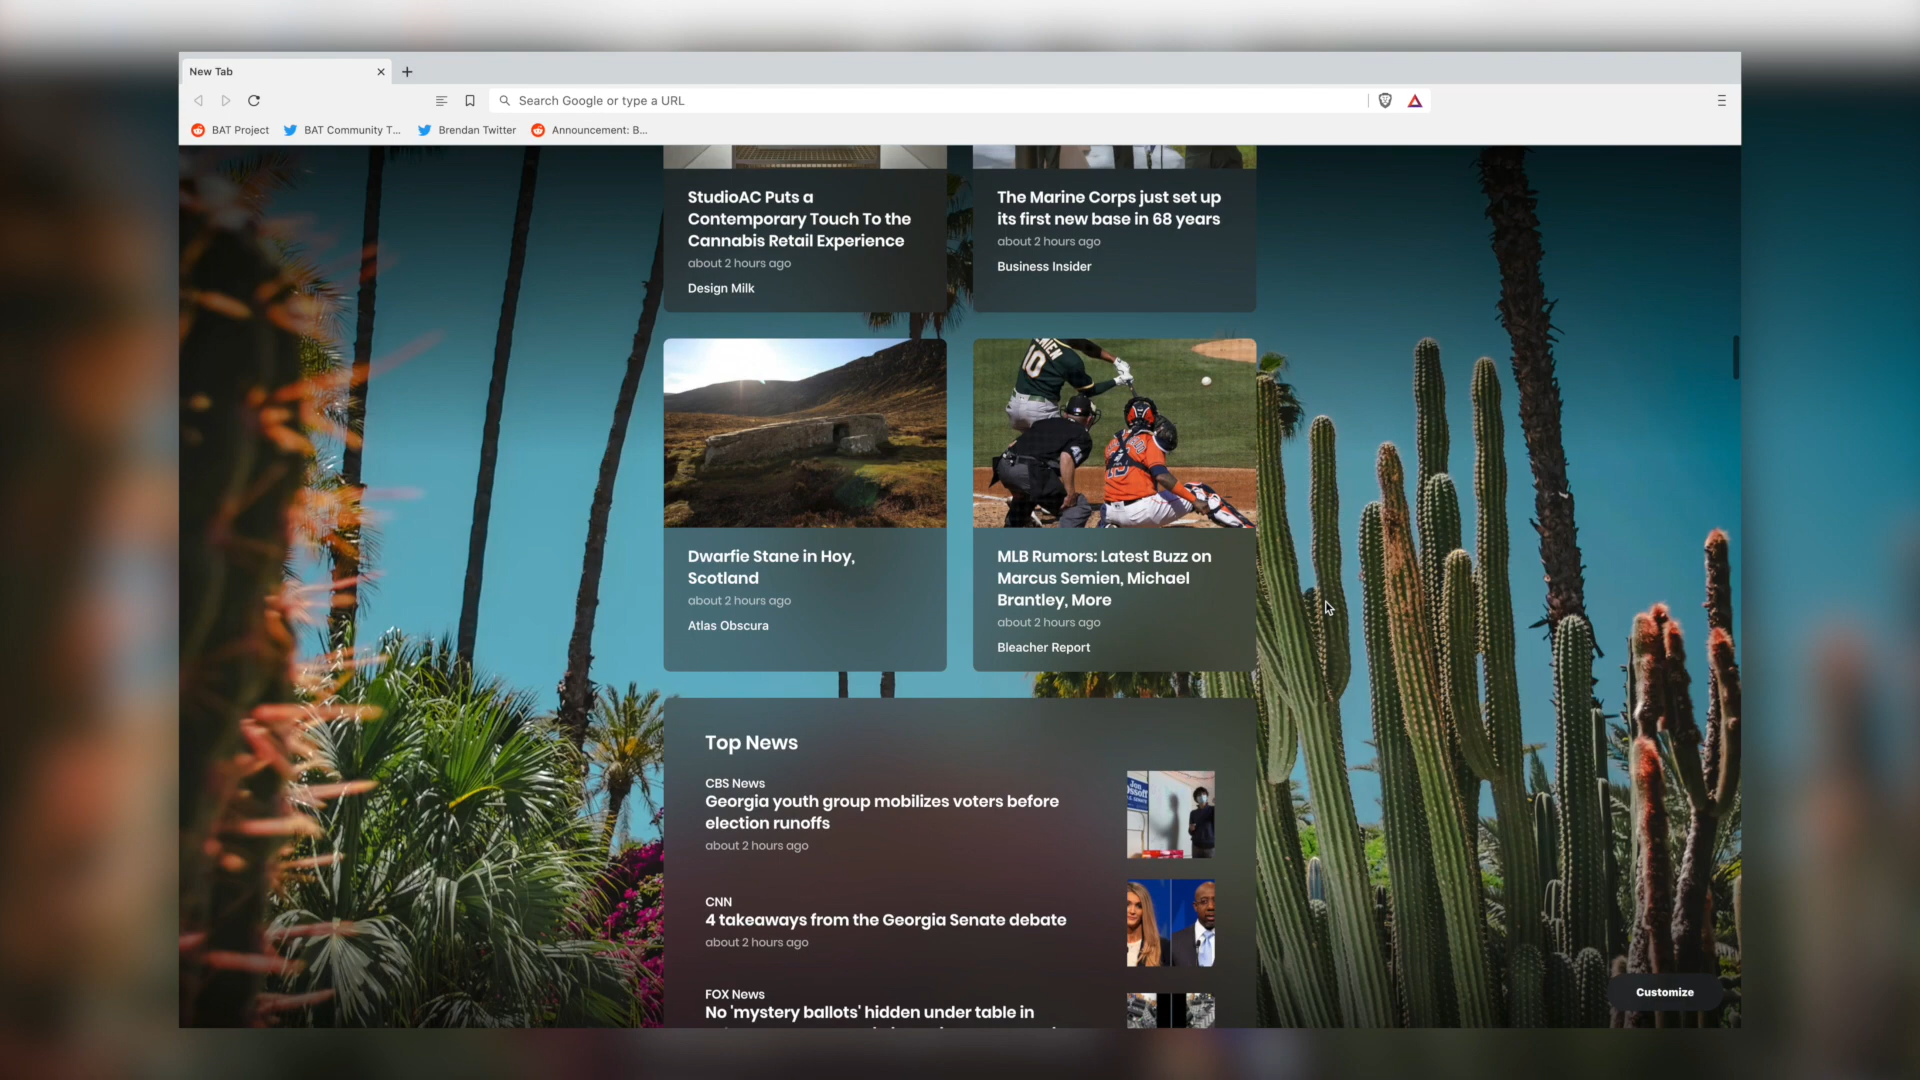 New Tab
Search Google or type a URL
BAT Project
BAT Community T...
Brendan Twitter
Announcement: B...
StudioAC Puts a
Contemporary Touch To the
Cannabis Retail Experience
about 2 hours ago
Design Milk
The Marine Corps just set up
its first new base in 68 years
about 2 hours ago
Business Insider
10
Dwarfie Stane in Hoy,
Scotland
about 2 hours ago
Atlas Obscura
MLB Rumors: Latest Buzz on
Marcus Semien, Michael
Brantley, More
about 2 hours ago
Bleacher Report
Top News
CBS News
Georgia youth group mobilizes voters before
election runoffs
about 2 hours ago
CNN
4 takeaways from the Georgia Senate debate
about 2 hours ago
FOX News
No 'mystery ballots' hidden under table in
Customize